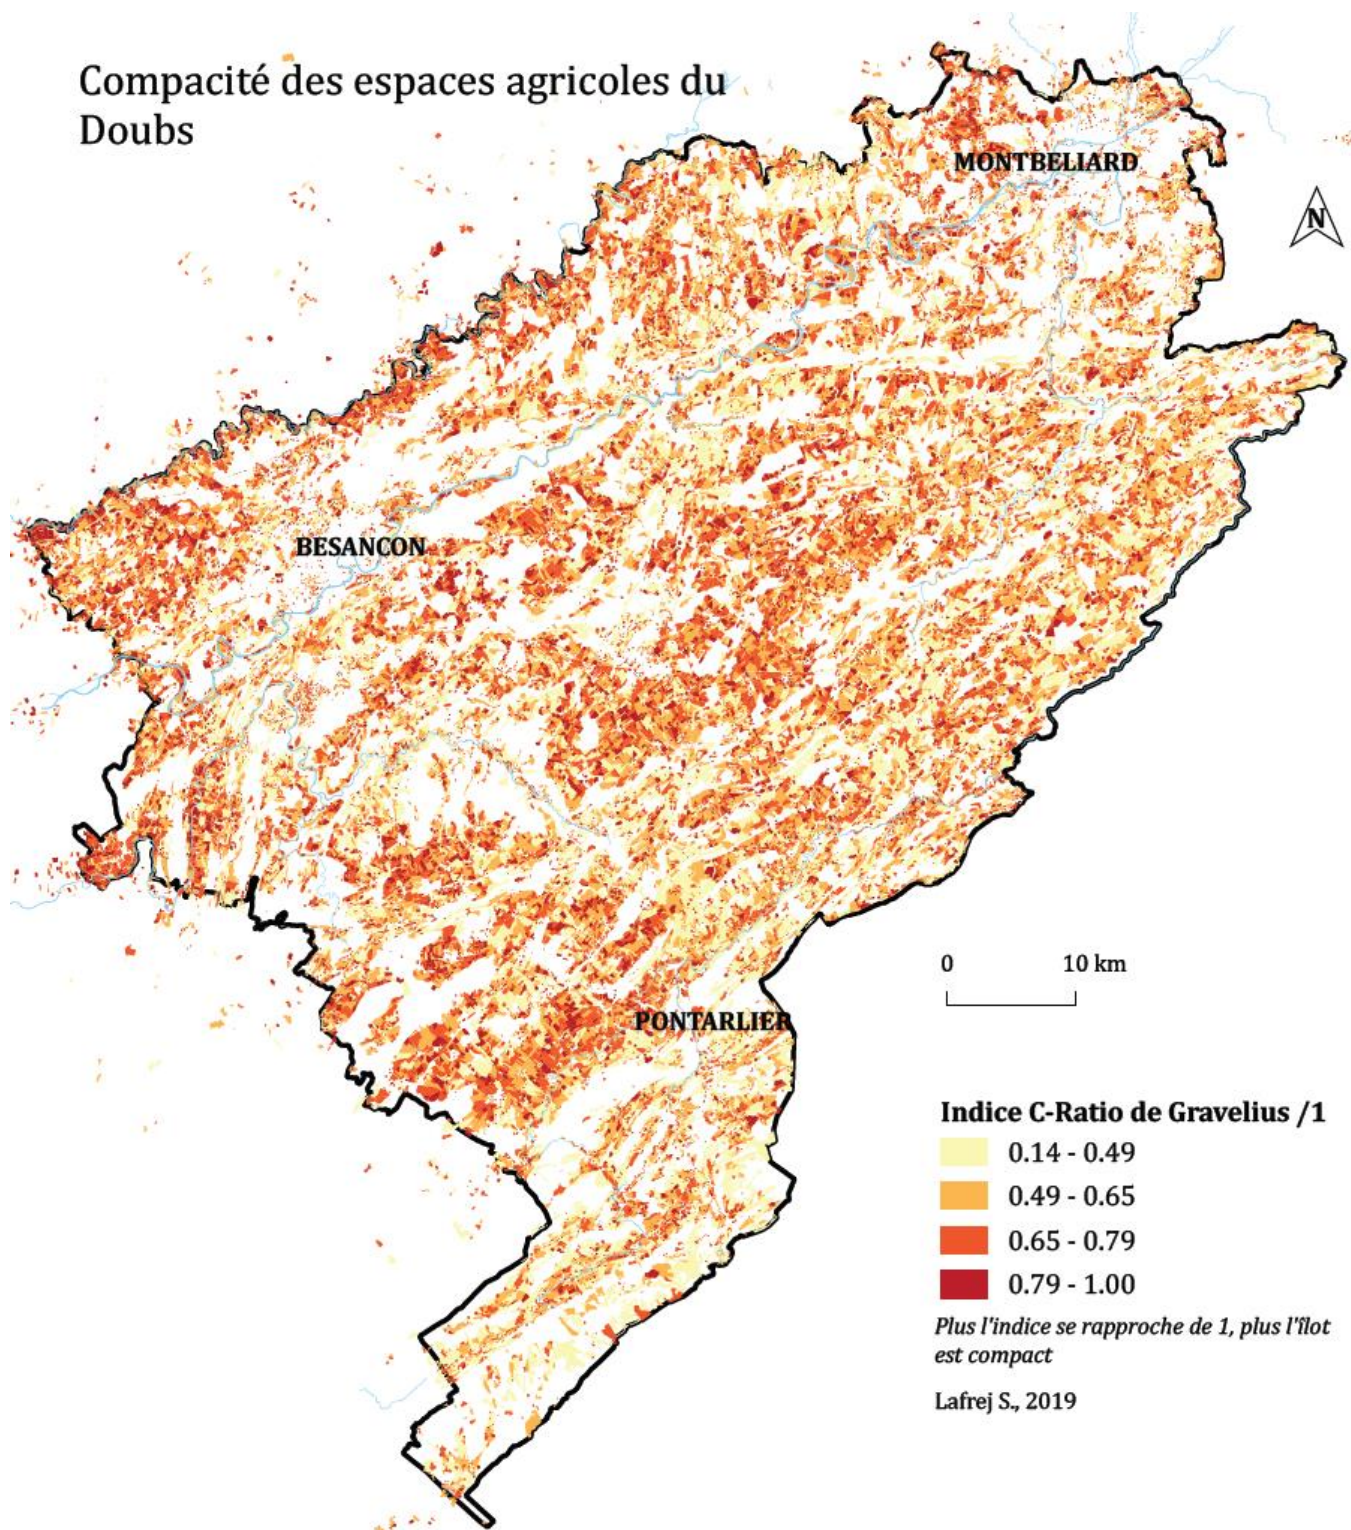 Compacité des espaces agricoles du
Doubs
MONTBELIARD
N
BESANCON
0 10 km
PONTARLIER
Indice C-Ratio de Gravelius /1
0.14 - 0.49
0.49 - 0.65
0.65 - 0.79
0.79 - 1.00
Plus l'indice se rapproche de 1, plus l'îlot
est compact
Lafrej S., 2019